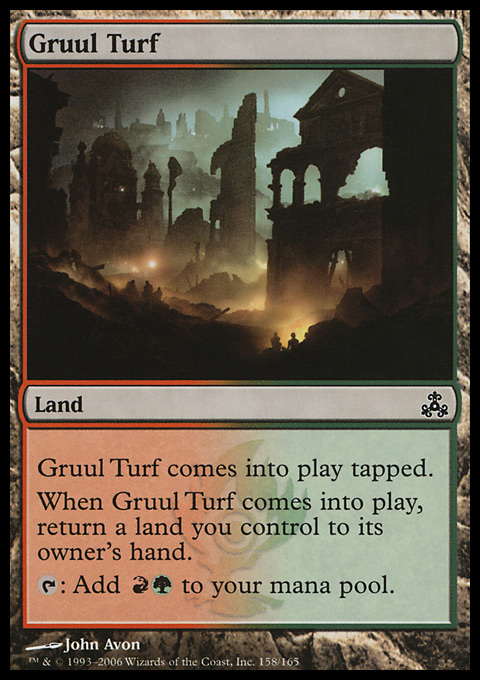 Gruul Turf
Land
Gruul Turf comes into play tapped.
When Gruul Turf comes into play,
return a land you control to its
owner's hand.
: Add to your mana pool.
John Avon
™ & © 1993–2006 Wizards of the Coast, Inc. 158/165